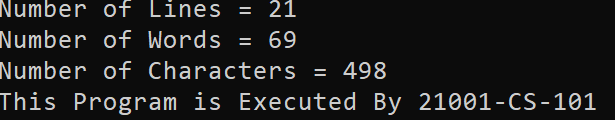 Number of Lines = 21
Number of Words = 69
Number of Characters = 498
This Program is Executed By 21001-CS-101